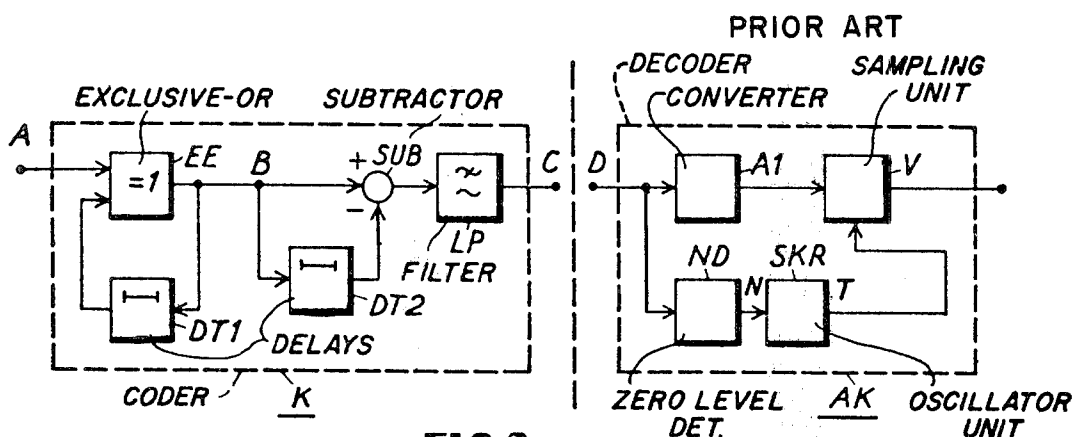 PRIOR ART
EXCLUSIVE-OR
SUBTRACTOR
DECODER
CONVERTER
SAMPLING
UNIT
A
=1
EE
B
+
SUB
-
~
~
C
D
A1
V
LP
FILTER
DT1
DT2
DELAYS
ND
N
SKR
T
CODER
K
ZERO LEVEL
DET.
AK
OSCILLATOR
UNIT